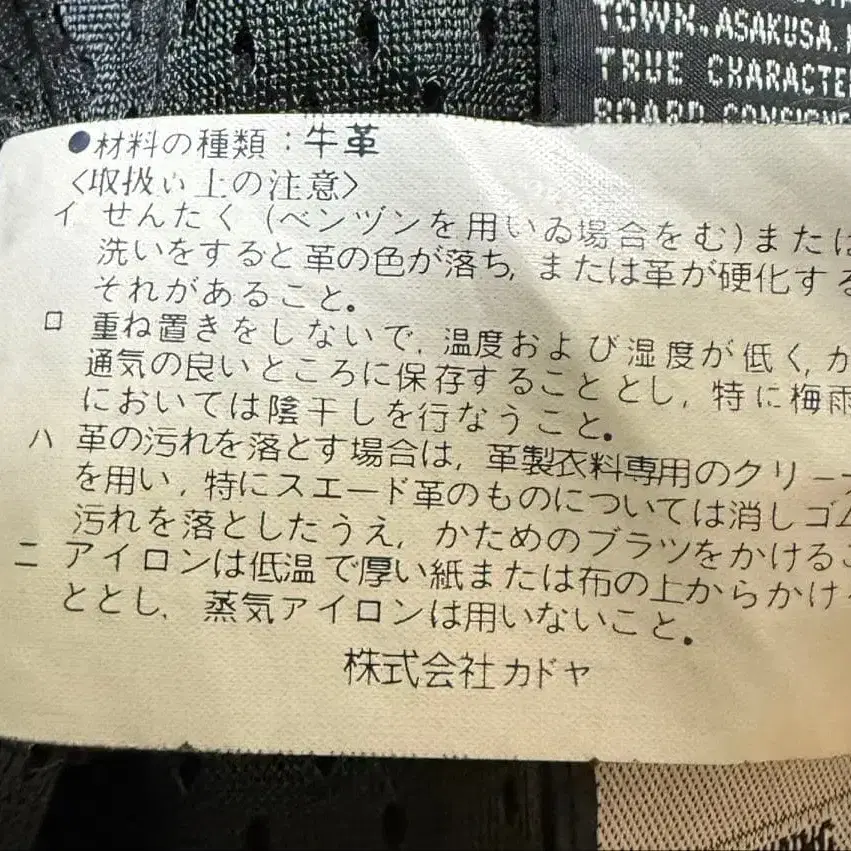 TOWN.ASAKUSA.
TRUE CHARACTE
BOARD CONSIGNE
●材料の種類：牛革
〈取扱い上の注意〉
イ せんたく（ベンヅンを用いゐ場合をむ）または
洗いをすると革の色が落ち，または革が硬化する
それがあること。
ロ 重ね置きをしないで，温度および湿度が低く，か
通気の良いところに保存することとし，特に梅雨
においては陰干しを行なうこと。
ハ 革の汚れを落とす場合は，革製衣料専用のクリーナ
を用い，特にスエード革のものについては消しゴム
汚れを落としたうえ，かためのブラツをかけるこ
ニ アイロンは低温で厚い紙または布の上からかける
ととし，蒸気アイロンは用いないこと。
株式会社カドヤ